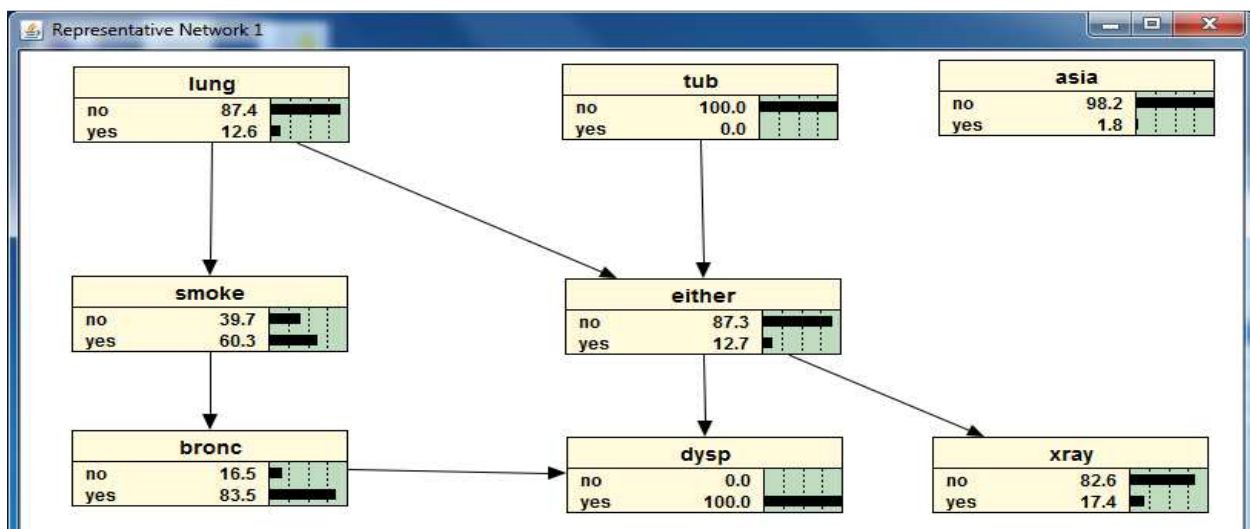 Representative Network 1
lung
no 87.4
yes 12.6
tub
no 100.0
yes 0.0
asia
no 98.2
yes 1.8
smoke
no 39.7
yes 60.3
either
no 87.3
yes 12.7
bronc
no 16.5
yes 83.5
dysp
no 0.0
yes 100.0
xray
no 82.6
yes 17.4